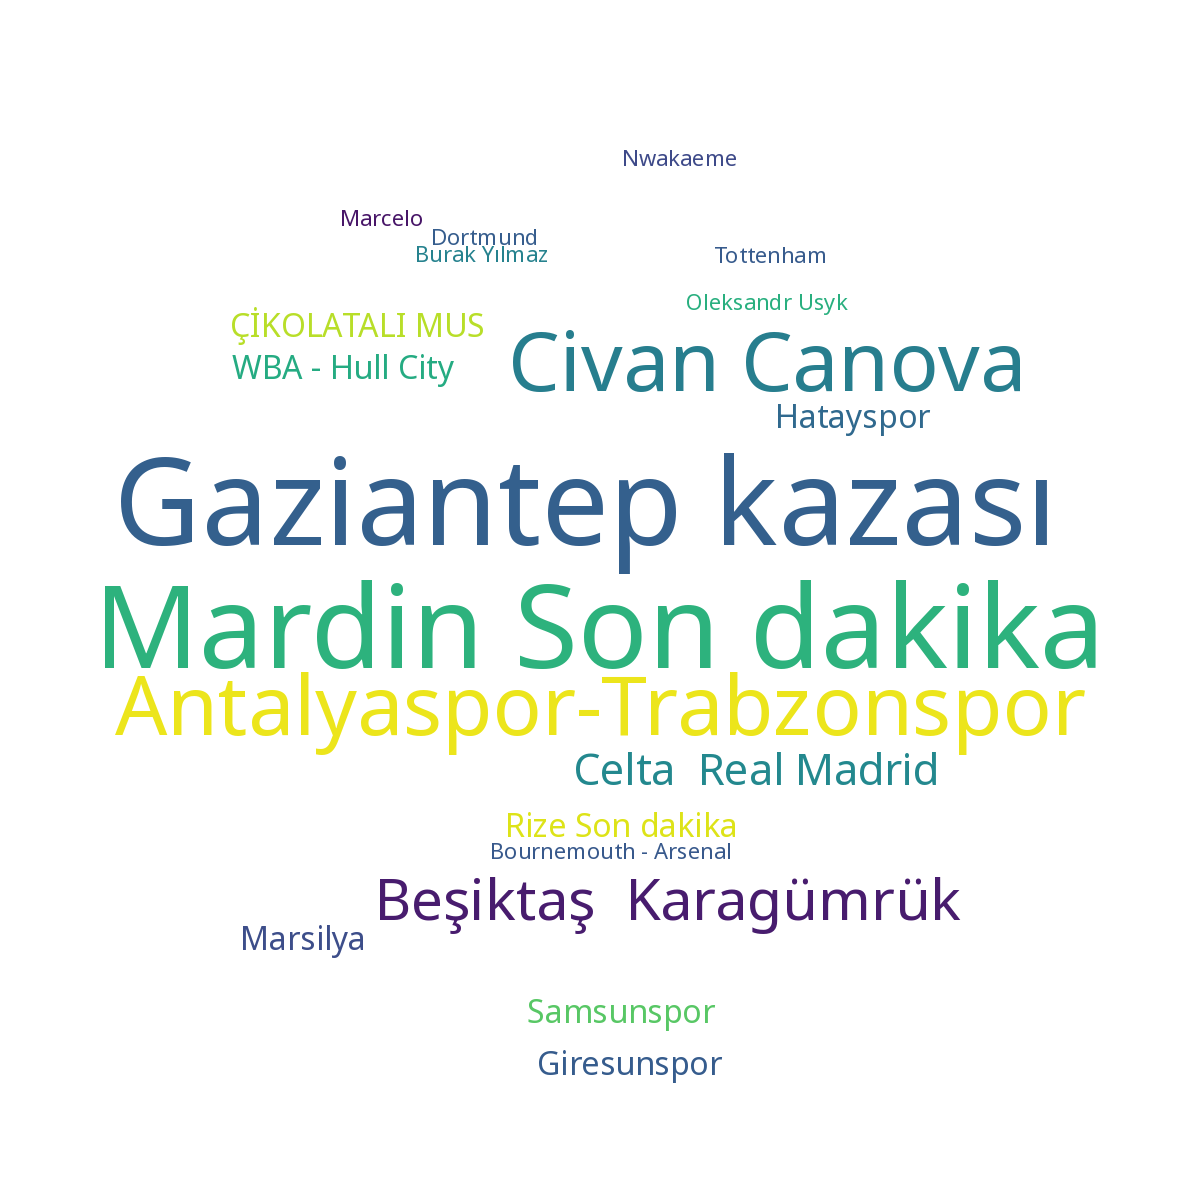 Nwakaeme
Marcelo
Dortmund
Burak Yılmaz
Tottenham
Oleksandr Usyk
ÇİKOLATALI MUS
WBA - Hull City
Civan Canova
Hatayspor
Gaziantep kazası
Mardin Son dakika
Antalyaspor-Trabzonspor
Celta Real Madrid
Rize Son dakika
Bournemouth - Arsenal
Beşiktaş Karagümrük
Marsilya
Samsunspor
Giresunspor